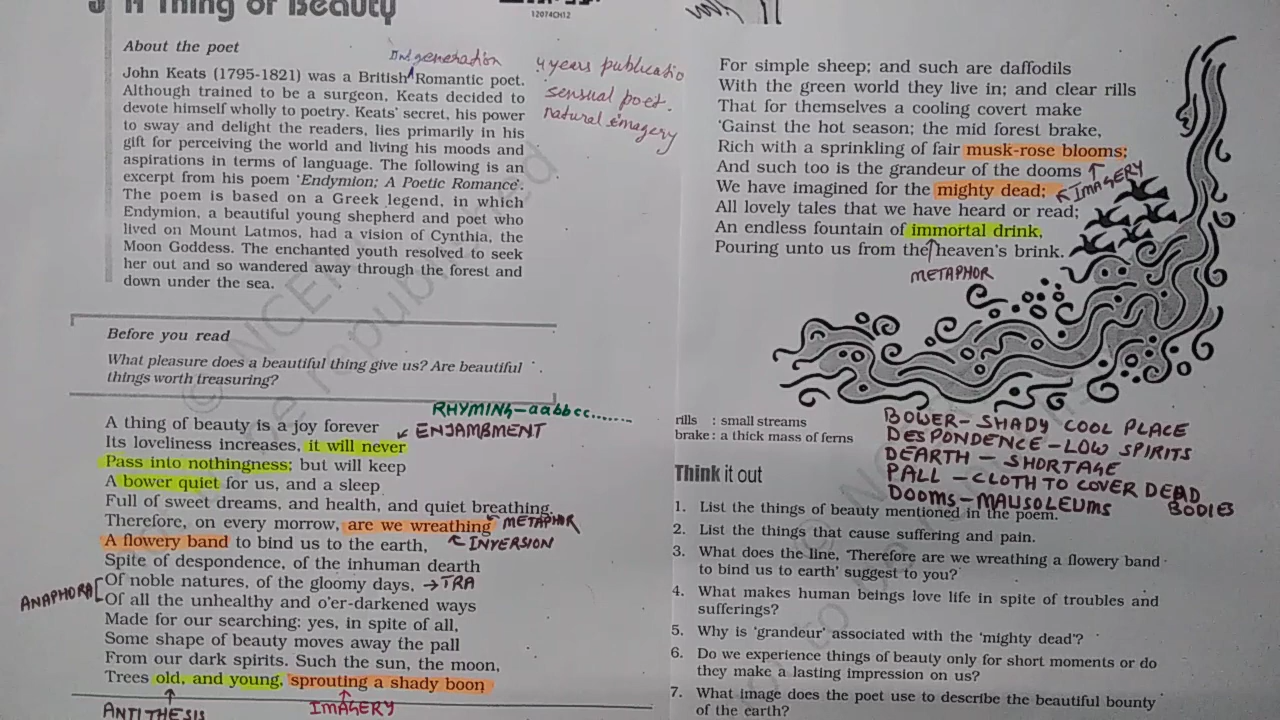 A Thing of Beauty
12074CH12
About the poet
2nd generation
John Keats (1795-1821) was a British Romantic poet.
Although trained to be a surgeon, Keats decided to
devote himself wholly to poetry. Keats' secret, his power
to sway and delight the readers, lies primarily in his
gift for perceiving the world and living his moods and
aspirations in terms of language. The following is an
excerpt from his poem 'Endymion; A Poetic Romance'.
The poem is based on a Greek legend, in which
Endymion, a beautiful young shepherd and poet who
lived on Mount Latmos, had a vision of Cynthia, the
Moon Goddess. The enchanted youth resolved to seek
her out and so wandered away through the forest and
down under the sea.
4 years publicatio
sensual poet.
natural imagery
Before you read
What pleasure does a beautiful thing give us? Are beautiful
things worth treasuring?
RHYMING-aabbcc.......
A thing of beauty is a joy forever
Its loveliness increases, it will never ENJAMBMENT
Pass into nothingness; but will keep
A bower quiet for us, and a sleep
Full of sweet dreams, and health, and quiet breathing.
Therefore, on every morrow, are we wreathing METAPHOR
A flowery band to bind us to the earth, INVERSION
Spite of despondence, of the inhuman dearth
Of noble natures, of the gloomy days, → TRA
ANAPHORA
Of all the unhealthy and o'er-darkened ways
Made for our searching: yes, in spite of all,
Some shape of beauty moves away the pall
From our dark spirits. Such the sun, the moon,
Trees old, and young, sprouting a shady boon
ANTITHESIS IMAGERY
For simple sheep; and such are daffodils
With the green world they live in; and clear rills
That for themselves a cooling covert make
'Gainst the hot season; the mid forest brake,
Rich with a sprinkling of fair musk-rose blooms;
And such too is the grandeur of the dooms
We have imagined for the mighty dead; IMAGERY
All lovely tales that we have heard or read;
An endless fountain of immortal drink,
Pouring unto us from the heaven's brink.
METAPHOR
rills : small streams
brake: a thick mass of ferns
BOWER- SHADY COOL PLACE
DESPONDENCE-LOW SPIRITS
DEARTH - SHORTAGE
PALL - CLOTH TO COVER DEAD
BODIES
DOOMS-MAUSOLEUMS
Think it out
1. List the things of beauty mentioned in the poem.
2. List the things that cause suffering and pain.
3. What does the line, 'Therefore are we wreathing a flowery band
to bind us to earth' suggest to you?
4. What makes human beings love life in spite of troubles and
sufferings?
5. Why is 'grandeur' associated with the 'mighty dead'?
6. Do we experience things of beauty only for short moments or do
they make a lasting impression on us?
7. What image does the poet use to describe the beautiful bounty
of the earth?